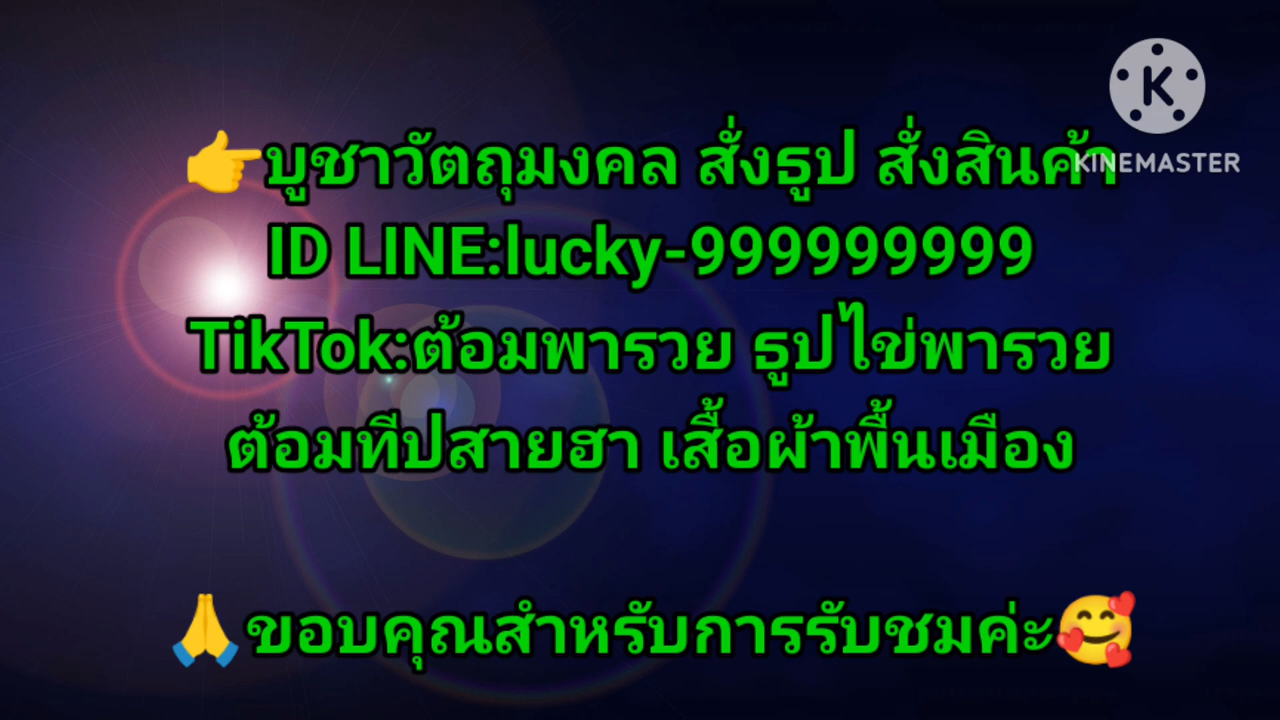 👉บูชาวัตถุมงคล สั่งธูป สั่งสินค้า
KINEMASTER
ID LINE:lucky-999999999
TikTok:ต้อมพารวย ธูปไข่พารวย
ต้อมทีปสายฮา เสื้อผ้าพื้นเมือง
🙏ขอบคุณสำหรับการรับชมค่ะ🥰